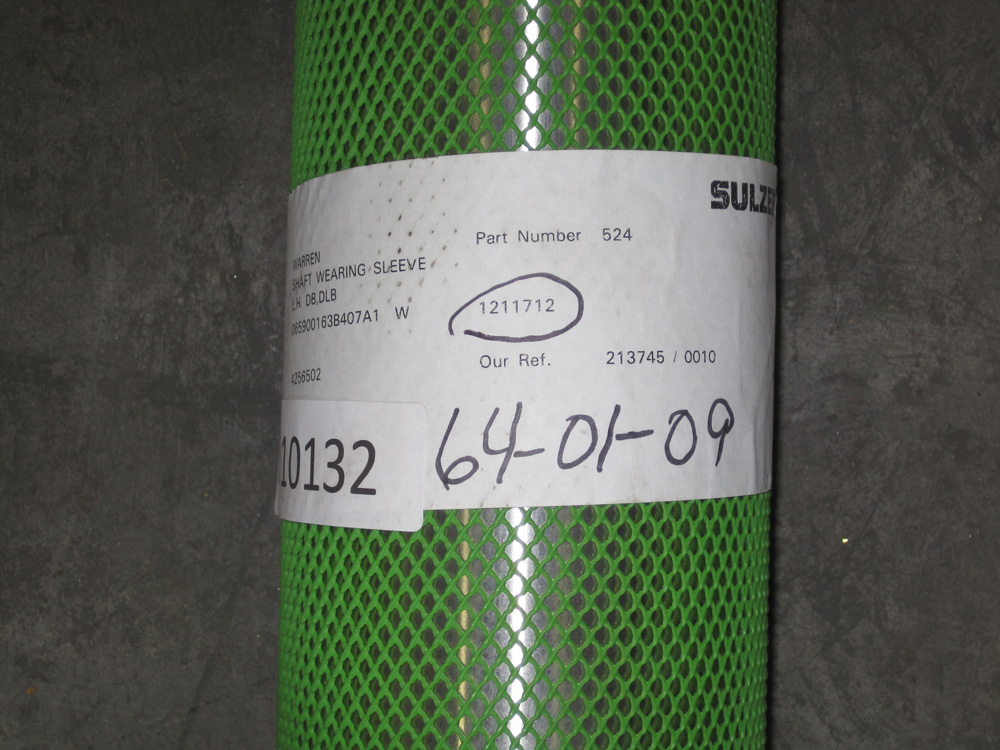 SULZER
Part Number 524
WARREN
SHAFT WEARING SLEEVE
L.H. DB,DLB
065900163B407A1 W
1211712
Our Ref. 213745 / 0010
4256502
10132
64-01-09